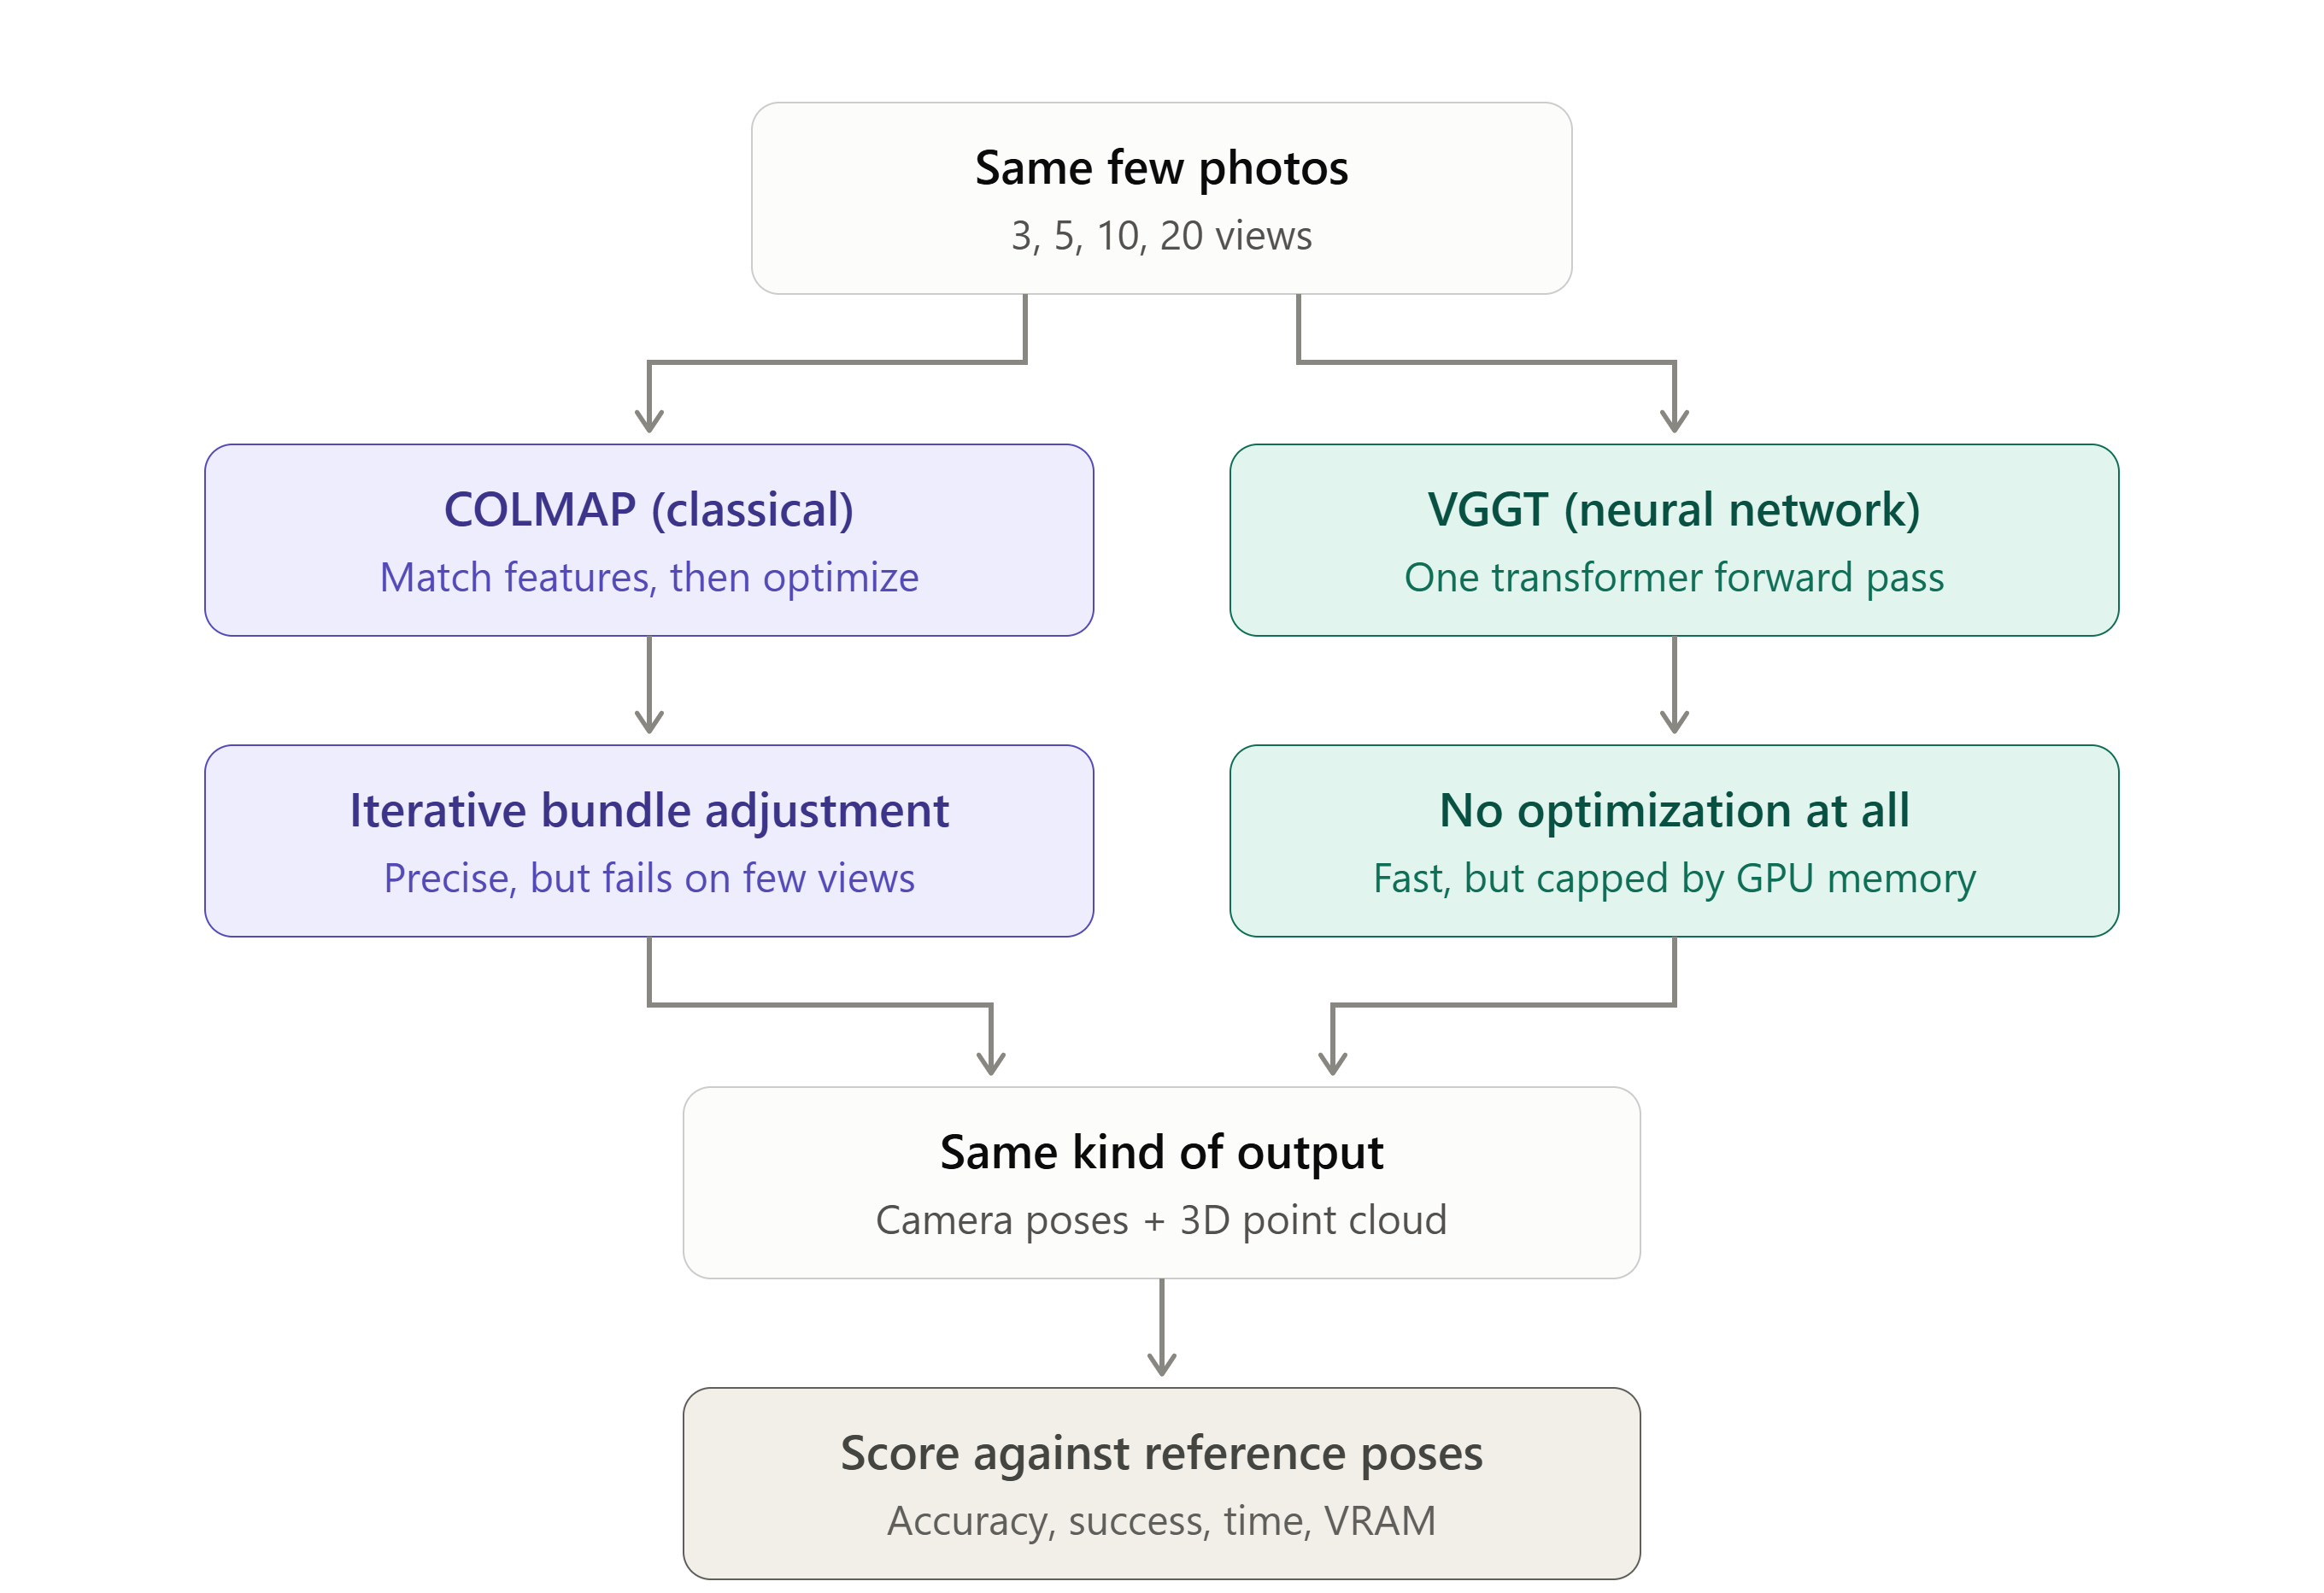 Same few photos
3, 5, 10, 20 views
COLMAP (classical)
Match features, then optimize
VGGT (neural network)
One transformer forward pass
Iterative bundle adjustment
Precise, but fails on few views
No optimization at all
Fast, but capped by GPU memory
Same kind of output
Camera poses + 3D point cloud
Score against reference poses
Accuracy, success, time, VRAM